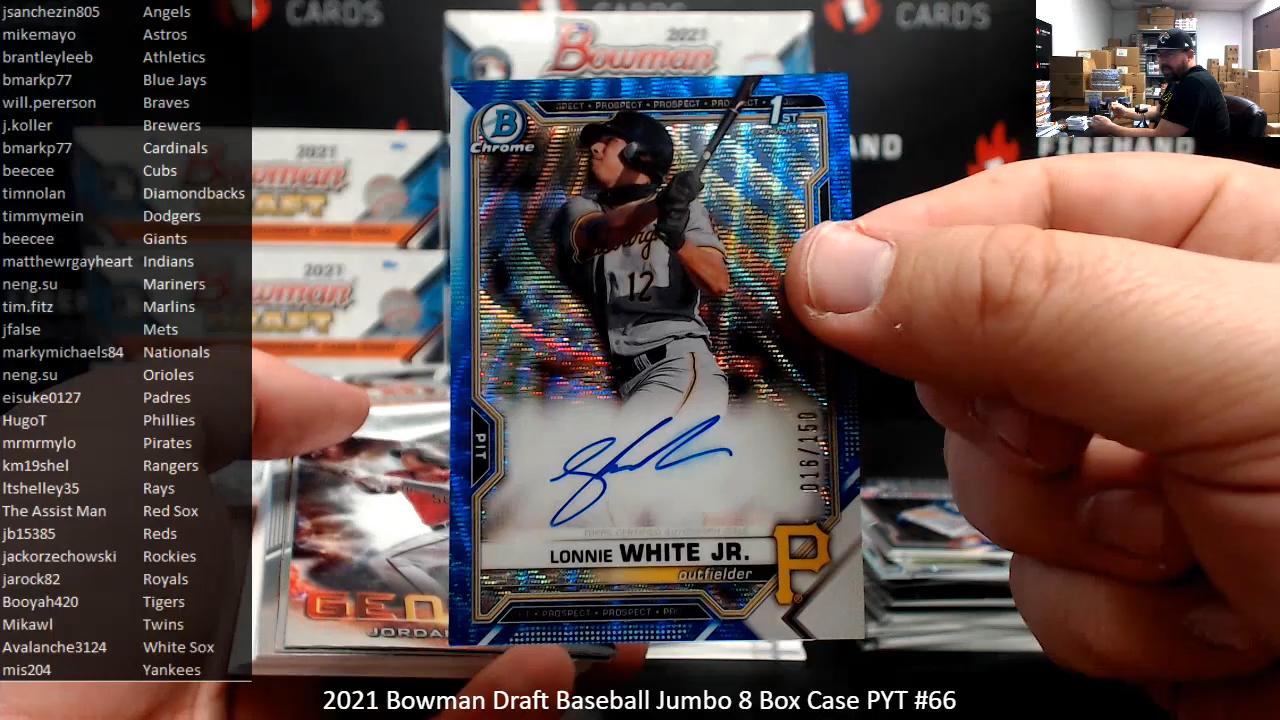 jsanchezin805 Angels
mikemayo Astros
brantleyleeb Athletics
bmarkp77 Blue Jays
will.pererson Braves
j.koller Brewers
bmarkp77 Cardinals
beecee Cubs
timnolan Diamondbacks
timmymein Dodgers
beecee Giants
matthewrgayheart Indians
neng.su Mariners
tim.fitz Marlins
jfalse Mets
markymichaels84 Nationals
neng.su Orioles
eisuke0127 Padres
HugoT Phillies
mrmrmylo Pirates
km19shel Rangers
ltshelley35 Rays
The Assist Man Red Sox
jb15385 Reds
jackorzechowski Rockies
jarock82 Royals
Booyah420 Tigers
Mikawl Twins
Avalanche3124 White Sox
mis204 Yankees
CARDS
CARDS
FIREHAND
2021
Bowman
2021
2021
PROSPECT • PROSPECT
1ST
B
Chrome
12
PIT
016/150
LONNIE WHITE JR.
outfielder
P
PROSPECT • PROSPECT
2021 Bowman Draft Baseball Jumbo 8 Box Case PYT #66